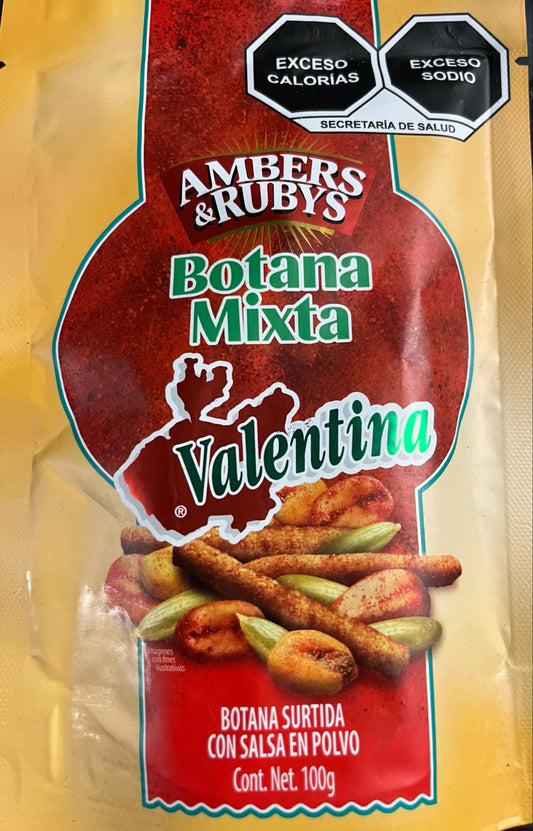 EXCESO
CALORÍAS
EXCESO
SODIO
SECRETARÍA DE SALUD
AMBERS
&RUBYS
Botana
Mixta
Valentina
®
Imágenes
con fines
ilustrativos
BOTANA SURTIDA
CON SALSA EN POLVO
Cont. Net. 100g